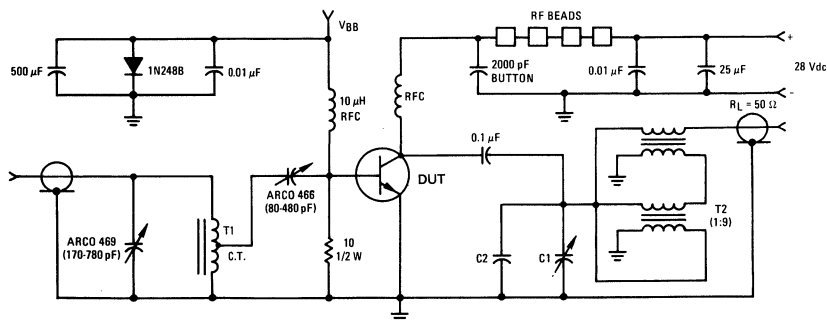 RF BEADS
VBB
+
500 μF
1N248B
0.01 μF
2000 pF
BUTTON
0.01 μF
25 μF
28 Vdc
-
10 μH
RFC
RFC
RL = 50 Ω
0.1 μF
ARCO 466
(80-480 pF)
DUT
T1
C.T.
ARCO 469
(170-780 pF)
10
1/2 W
C2
C1
T2
(1:9)